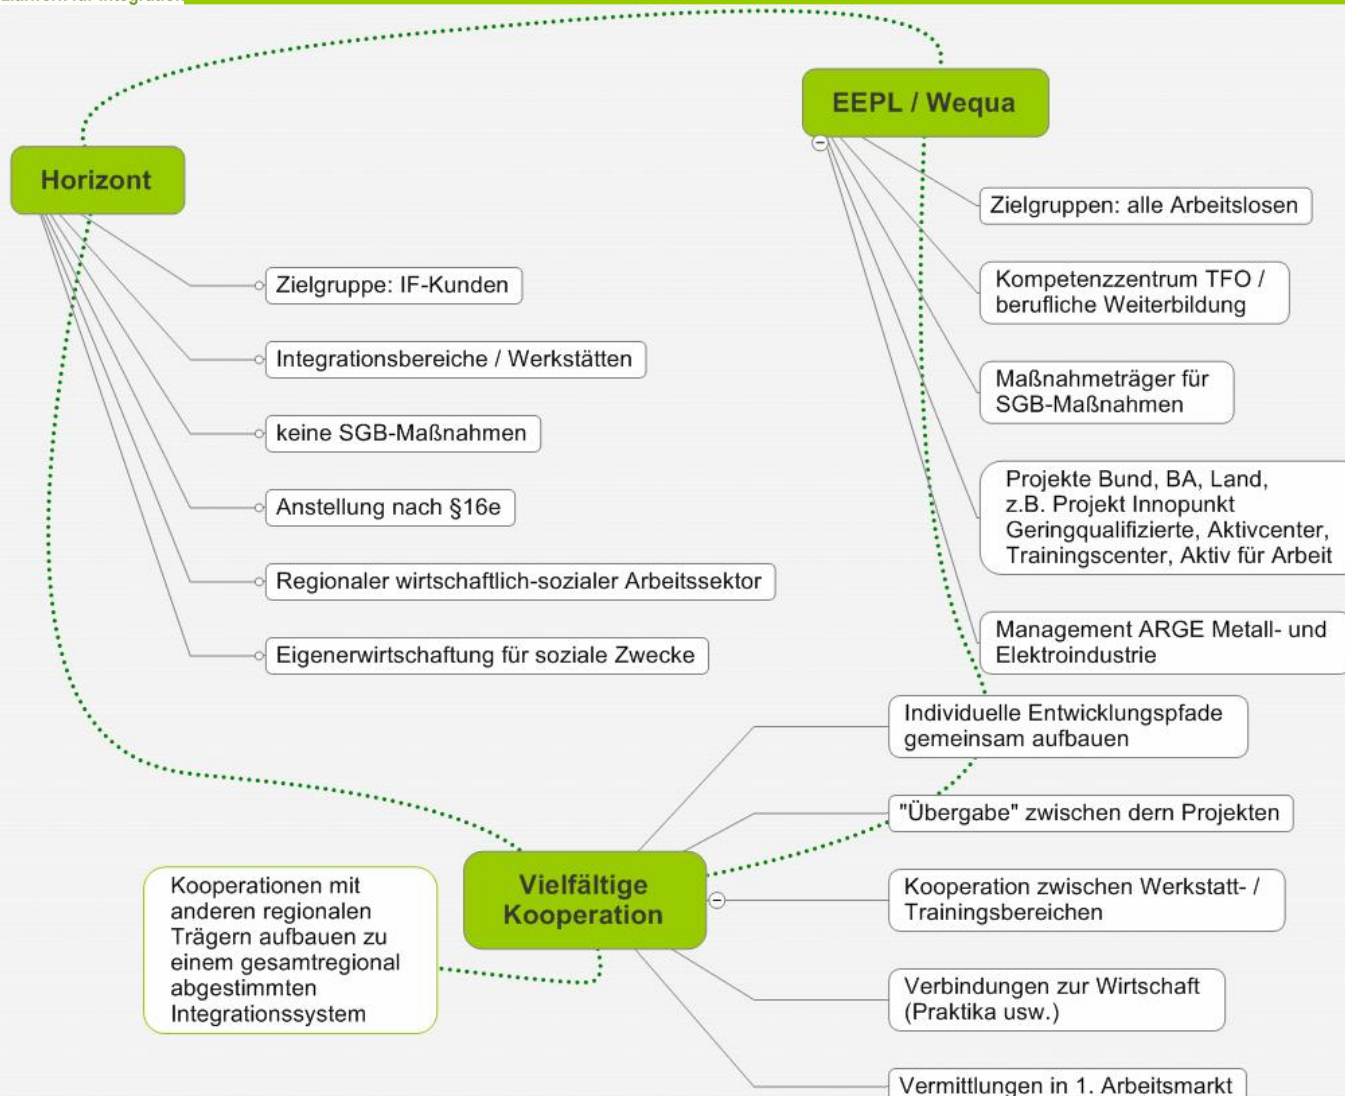 EEPL / Wequa
Horizont
Zielgruppen: alle Arbeitslosen
Kompetenzzentrum TFO /
berufliche Weiterbildung
Maßnahmeträger für
SGB-Maßnahmen
Projekte Bund, BA, Land,
z.B. Projekt Innopunkt
Geringqualifizierte, Aktivcenter,
Trainingscenter, Aktiv für Arbeit
Management ARGE Metall- und
Elektroindustrie
Zielgruppe: IF-Kunden
Integrationsbereiche / Werkstätten
keine SGB-Maßnahmen
Anstellung nach §16e
Regionaler wirtschaftlich-sozialer Arbeitssektor
Eigenerwirtschaftung für soziale Zwecke
Individuelle Entwicklungspfade
gemeinsam aufbauen
"Übergabe" zwischen dern Projekten
Vielfältige
Kooperation
Kooperation zwischen Werkstatt- /
Trainingsbereichen
Verbindungen zur Wirtschaft
(Praktika usw.)
Vermittlungen in 1. Arbeitsmarkt
Kooperationen mit
anderen regionalen
Trägern aufbauen zu
einem gesamtregional
abgestimmten
Integrationssystem